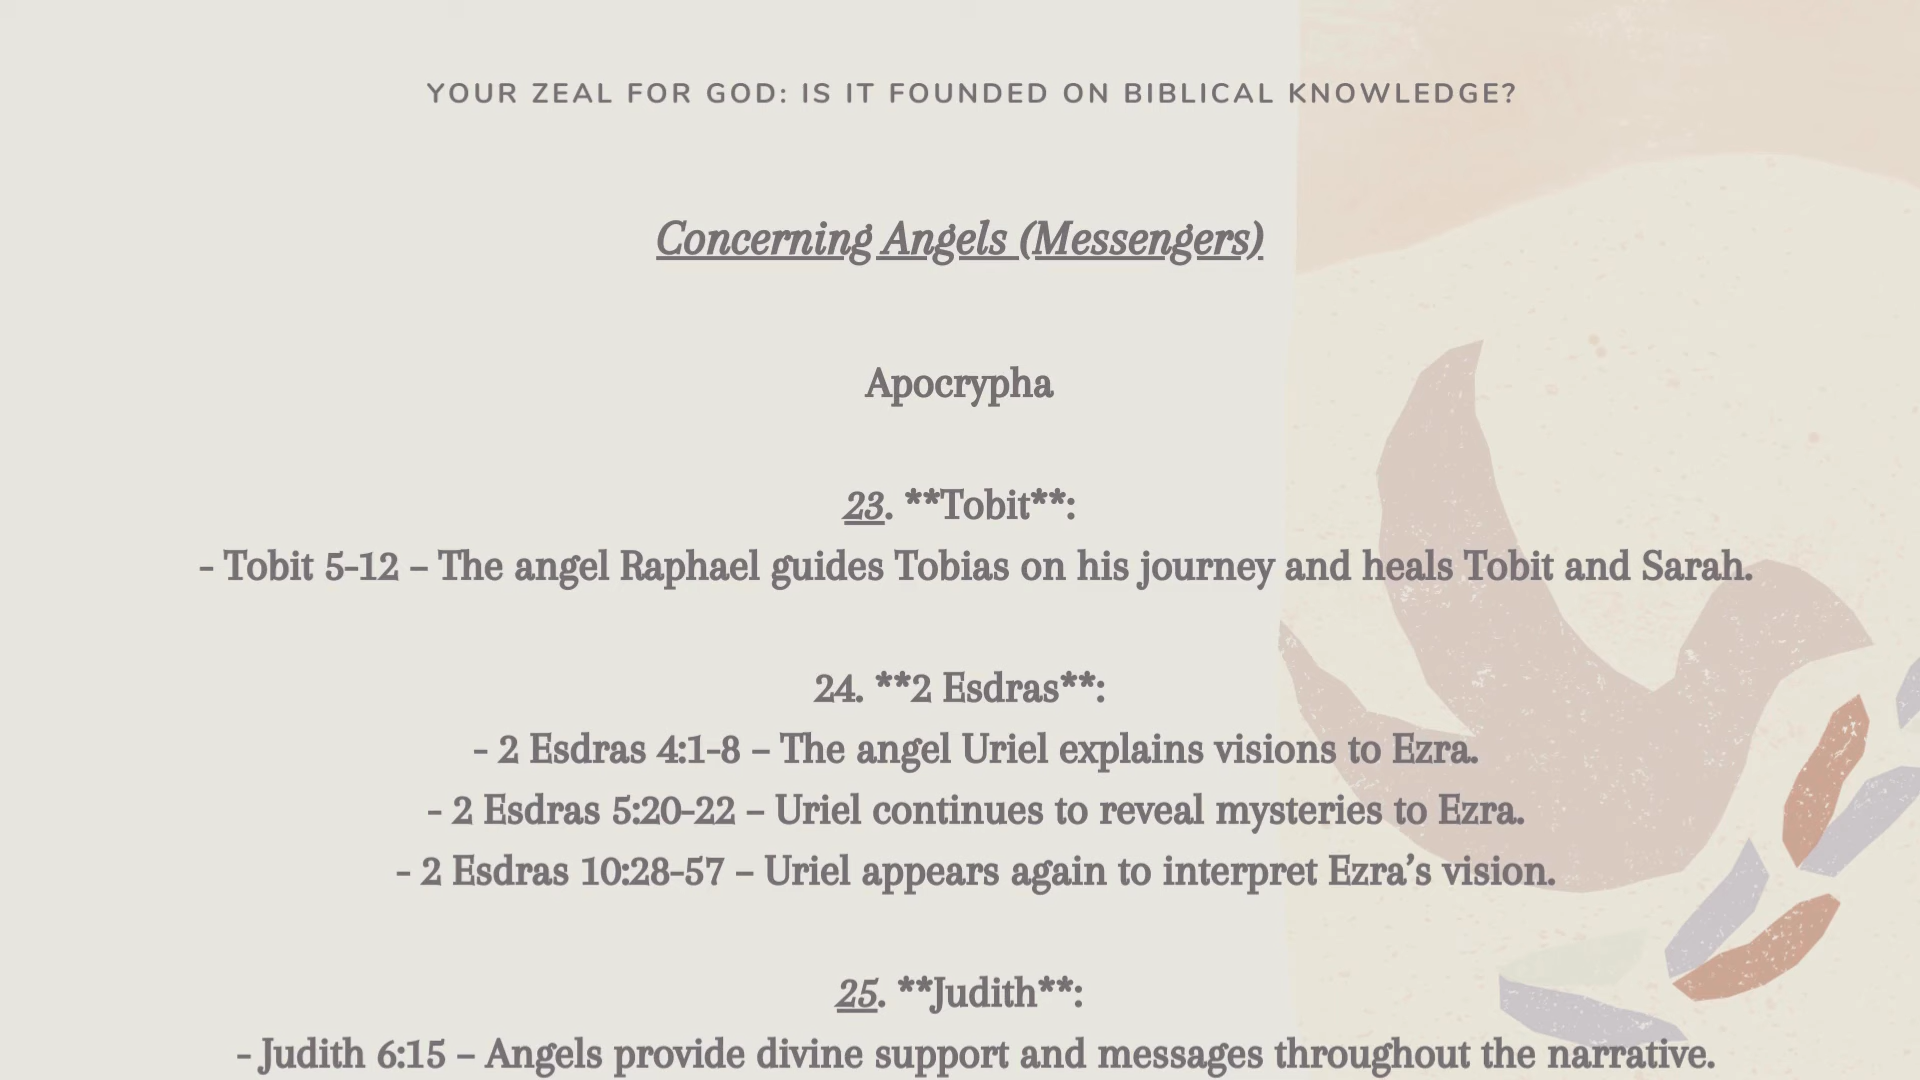 YOUR ZEAL FOR GOD: IS IT FOUNDED ON BIBLICAL KNOWLEDGE?
Concerning Angels (Messengers)
Apocrypha
23. **Tobit**:
- Tobit 5-12 – The angel Raphael guides Tobias on his journey and heals Tobit and Sarah.
24. **2 Esdras**:
- 2 Esdras 4:1-8 – The angel Uriel explains visions to Ezra.
- 2 Esdras 5:20-22 – Uriel continues to reveal mysteries to Ezra.
- 2 Esdras 10:28-57 – Uriel appears again to interpret Ezra’s vision.
25. **Judith**:
- Judith 6:15 – Angels provide divine support and messages throughout the narrative.